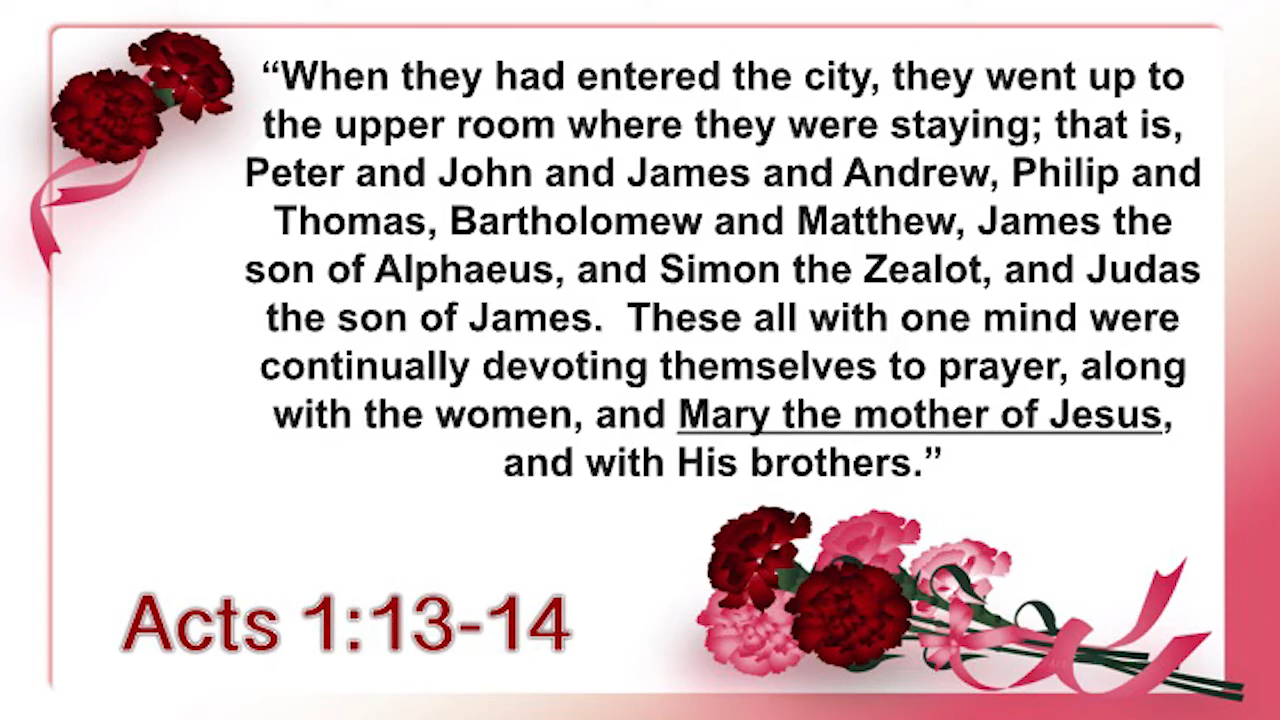 “When they had entered the city, they went up to
the upper room where they were staying; that is,
Peter and John and James and Andrew, Philip and
Thomas, Bartholomew and Matthew, James the
son of Alphaeus, and Simon the Zealot, and Judas
the son of James.  These all with one mind were
continually devoting themselves to prayer, along
with the women, and Mary the mother of Jesus,
and with His brothers.”
Acts 1:13-14